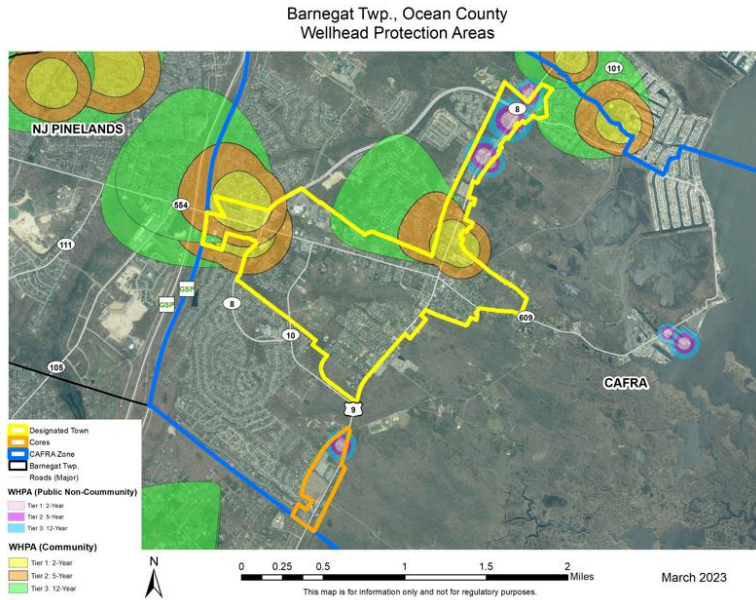 Barnegat Twp., Ocean County
Wellhead Protection Areas
101
8
NJ PINELANDS
554
111
GSP
GSP
8
10
609
105
CAFRA
9
Designated Town
Cores
CAFRA Zone
Barnegat Twp.
Roads (Major)
WHPA (Public Non-Coummunity)
Tier 1: 2-Year
Tier 2: 5-Year
Tier 3: 12-Year
WHPA (Community)
Tier 1: 2-Year
Tier 2: 5-Year
Tier 3: 12-Year
N
0 0.25 0.5 1 1.5 2
Miles
March 2023
This map is for information only and not for regulatory purposes.